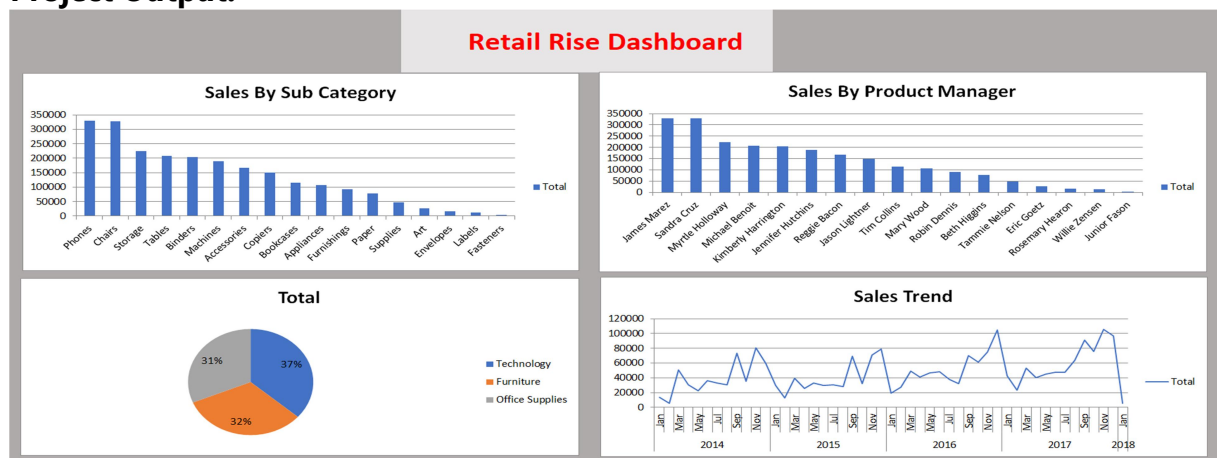 Retail Rise Dashboard
Sales By Sub Category
350000
300000
250000
200000
150000
100000
50000
0
Phones
Chairs
Storage
Tables
Binders
Machines
Accessories
Copiers
Bookcases
Appliances
Furnishings
Paper
Supplies
Art
Envelopes
Labels
Fasteners
Total
Sales By Product Manager
350000
300000
250000
200000
150000
100000
50000
0
James Marez
Sandra Cruz
Myrtle Holloway
Michael Benoit
Kimberly Harrington
Jennifer Hutchins
Reggie Bacon
Jason Lightner
Tim Collins
Mary Wood
Robin Dennis
Beth Higgins
Tammie Nelson
Eric Goetz
Rosemary Hearon
Willie Zensen
Junior Fason
Total
Total
31%
37%
32%
Technology
Furniture
Office Supplies
Sales Trend
120000
100000
80000
60000
40000
20000
0
Jan Mar May Jul Sep Nov Jan Mar May Jul Sep Nov Jan Mar May Jul Sep Nov Jan Mar May Jul Sep Nov Jan
2014 2015 2016 2017 2018
Total